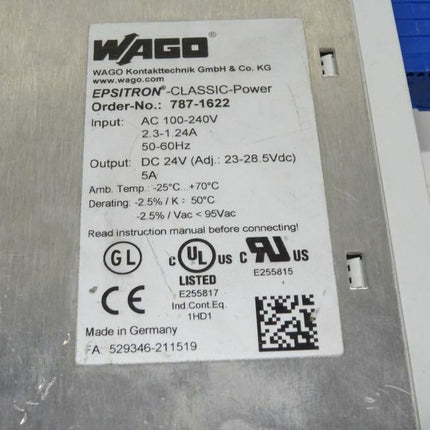 WAGO
WAGO Kontakttechnik GmbH & Co. KG
www.wago.com
EPSITRON®-CLASSIC-Power
Order-No.: 787-1622
Input: AC 100-240V
2.3-1.24A
50-60Hz
Output: DC 24V (Adj.: 23-28.5Vdc)
5A
Amb. Temp.: -25°C...+70°C
Derating: -2.5% / K : 50°C
-2.5% / Vac < 95Vac
Read instruction manual before connecting!
GL
C UL US
C RU US
LISTED
E255815
E255817
CE
Ind.Cont.Eq.
1HD1
Made in Germany
FA: 529346-211519